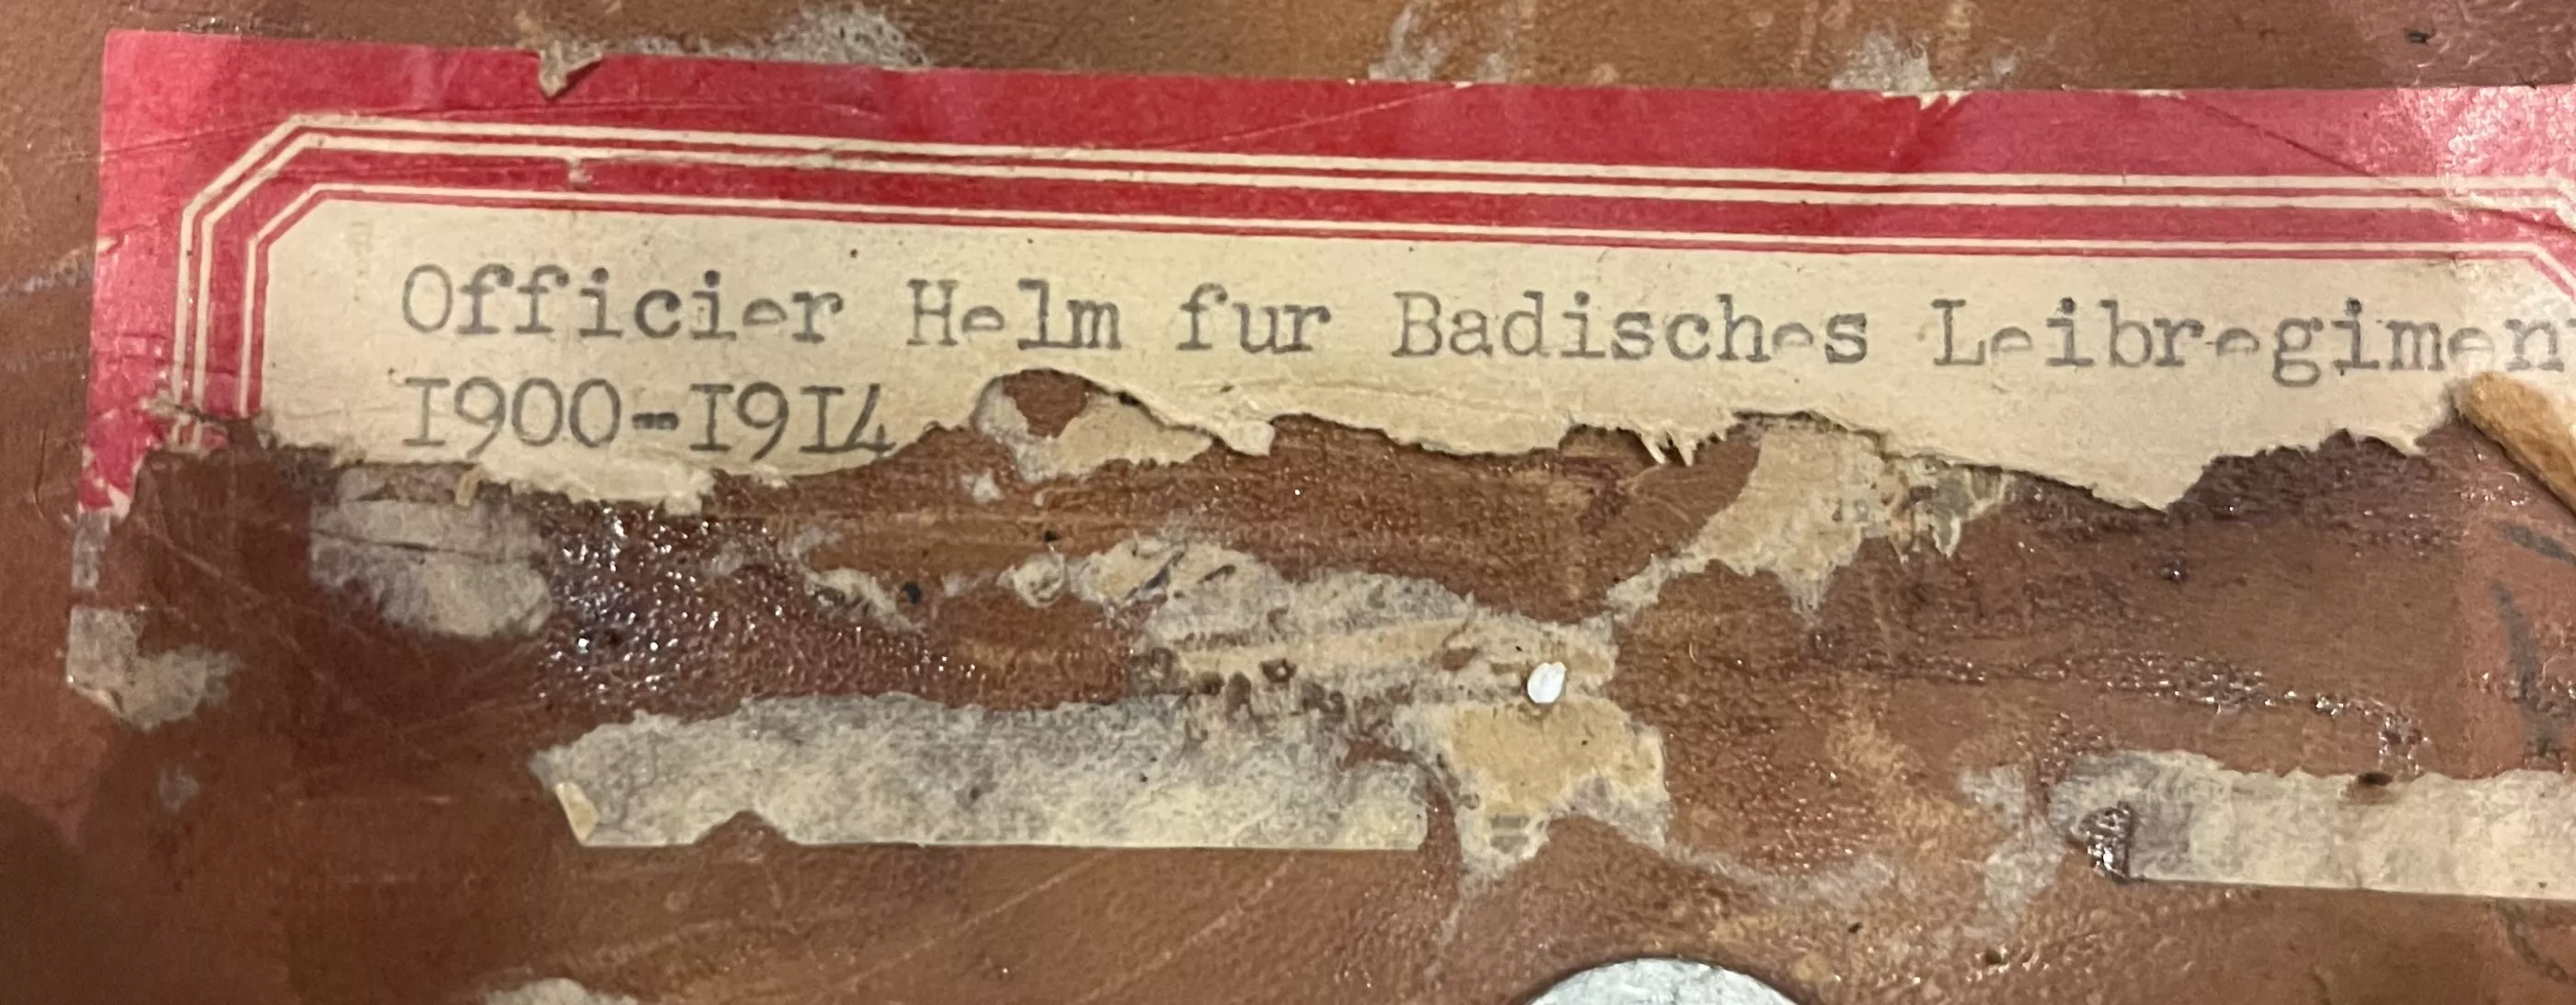 Officier Helm fur Badisches Leibregimen
I900-I9I4